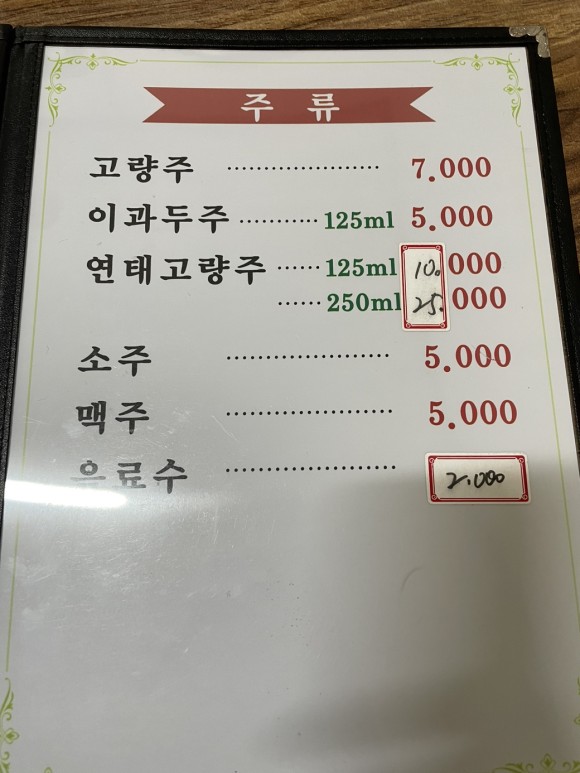 주류
고량주 ..................... 7.000
이과두주 ........... 125ml 5.000
연태고량주 ...... 125ml 10.000
...... 250ml 25.000
소주 ....................... 5.000
맥주 ....................... 5.000
음료수 ........................ 2.000